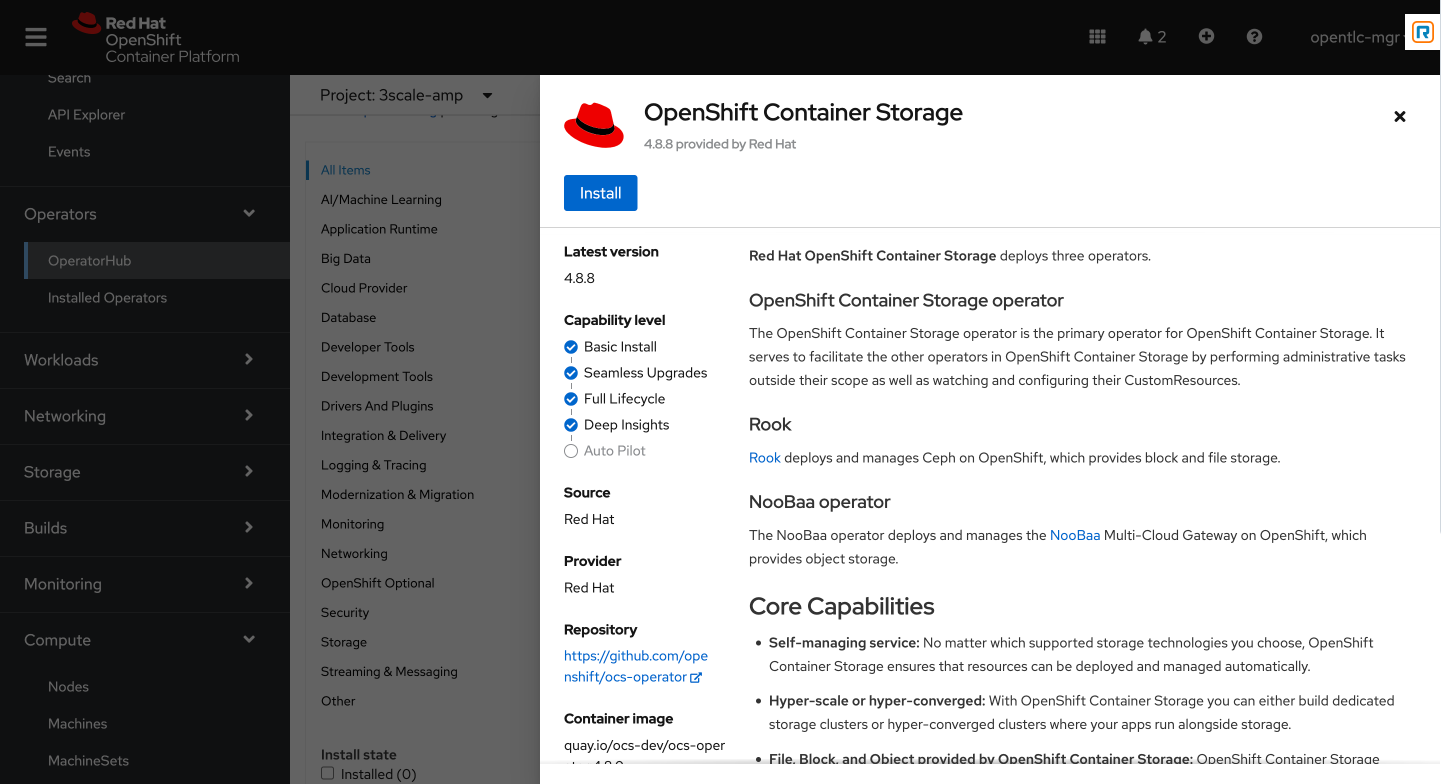 Red Hat
OpenShift
Container Platform
2
opentlc-mgr
Search
API Explorer
Events
Operators
OperatorHub
Installed Operators
Workloads
Networking
Storage
Builds
Monitoring
Compute
Nodes
Machines
MachineSets
Project: 3scale-amp
All Items
AI/Machine Learning
Application Runtime
Big Data
Cloud Provider
Database
Developer Tools
Development Tools
Drivers And Plugins
Integration & Delivery
Logging & Tracing
Modernization & Migration
Monitoring
Networking
OpenShift Optional
Security
Storage
Streaming & Messaging
Other
Install state
Installed (0)
OpenShift Container Storage
4.8.8 provided by Red Hat
Install
Latest version
4.8.8
Capability level
Basic Install
Seamless Upgrades
Full Lifecycle
Deep Insights
Auto Pilot
Source
Red Hat
Provider
Red Hat
Repository
https://github.com/ope
nshift/ocs-operator
Container image
quay.io/ocs-dev/ocs-oper
Red Hat OpenShift Container Storage deploys three operators.
OpenShift Container Storage operator
The OpenShift Container Storage operator is the primary operator for OpenShift Container Storage. It
serves to facilitate the other operators in OpenShift Container Storage by performing administrative tasks
outside their scope as well as watching and configuring their CustomResources.
Rook
Rook deploys and manages Ceph on OpenShift, which provides block and file storage.
NooBaa operator
The NooBaa operator deploys and manages the NooBaa Multi-Cloud Gateway on OpenShift, which
provides object storage.
Core Capabilities
• Self-managing service: No matter which supported storage technologies you choose, OpenShift
Container Storage ensures that resources can be deployed and managed automatically.
• Hyper-scale or hyper-converged: With OpenShift Container Storage you can either build dedicated
storage clusters or hyper-converged clusters where your apps run alongside storage.
• File, Block, and Object provided by OpenShift Container Storage: OpenShift Container Storage